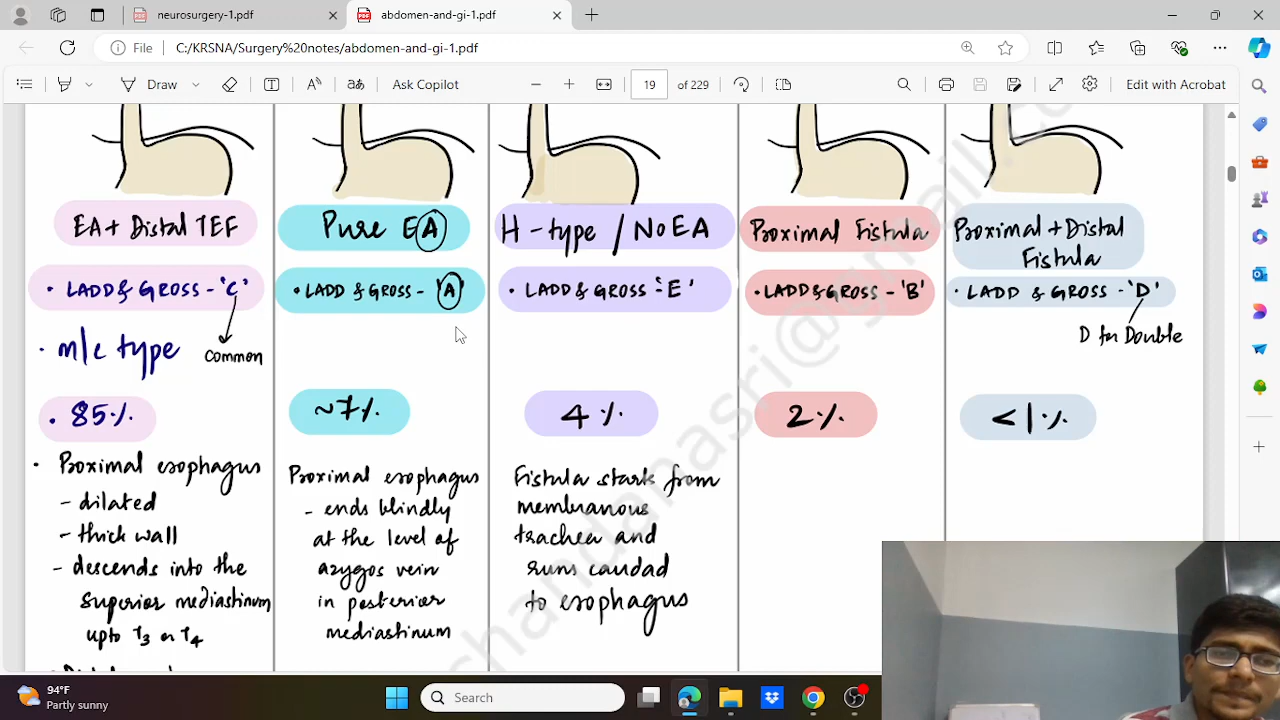 neurosurgery-1.pdf
abdomen-and-gi-1.pdf
File
C:/KRSNA/Surgery%20notes/abdomen-and-gi-1.pdf
Draw
Ask Copilot
19
of 229
Edit with Acrobat
EA+ Distal TEF
• LADD & GROSS - 'C'
Common
• m/c type
• 85%
• Proximal esophagus
- dilated
- thick wall
- descends into the
superior mediastinum
upto T3 or T4
Pure EA
• LADD & GROSS - 'A'
~7%
Proximal esophagus
- ends blindly
at the level of
azygos vein
in posterior
mediastinum
H-type / No EA
• LADD & GROSS - 'E'
4%
Fistula starts from
membranous
trachea and
runs caudad
to esophagus
Proximal Fistula
• LADD & GROSS - 'B'
2%
Proximal + Distal
Fistula
• LADD & GROSS - 'D'
D for Double
<1%
chandanasri@gmail.com
94°F
Partly sunny
Search